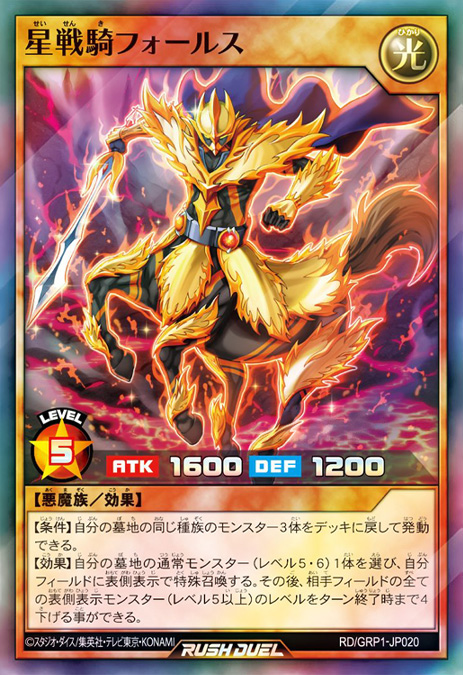 星戦騎フォールス
光
LEVEL
5
ATK 1600 DEF 1200
【悪魔族／効果】
【条件】自分の墓地の同じ種族のモンスター3体をデッキに戻して発動
できる。
【効果】自分の墓地の通常モンスター（レベル5・6）1体を選び、自分
フィールドに表側表示で特殊召喚する。その後、相手フィールドの全て
の表側表示モンスター（レベル5以上）のレベルをターン終了時まで4
下げる事ができる。
©スタジオ・ダイス/集英社・テレビ東京・KONAMI
RUSH DUEL
RD/GRP1-JP020